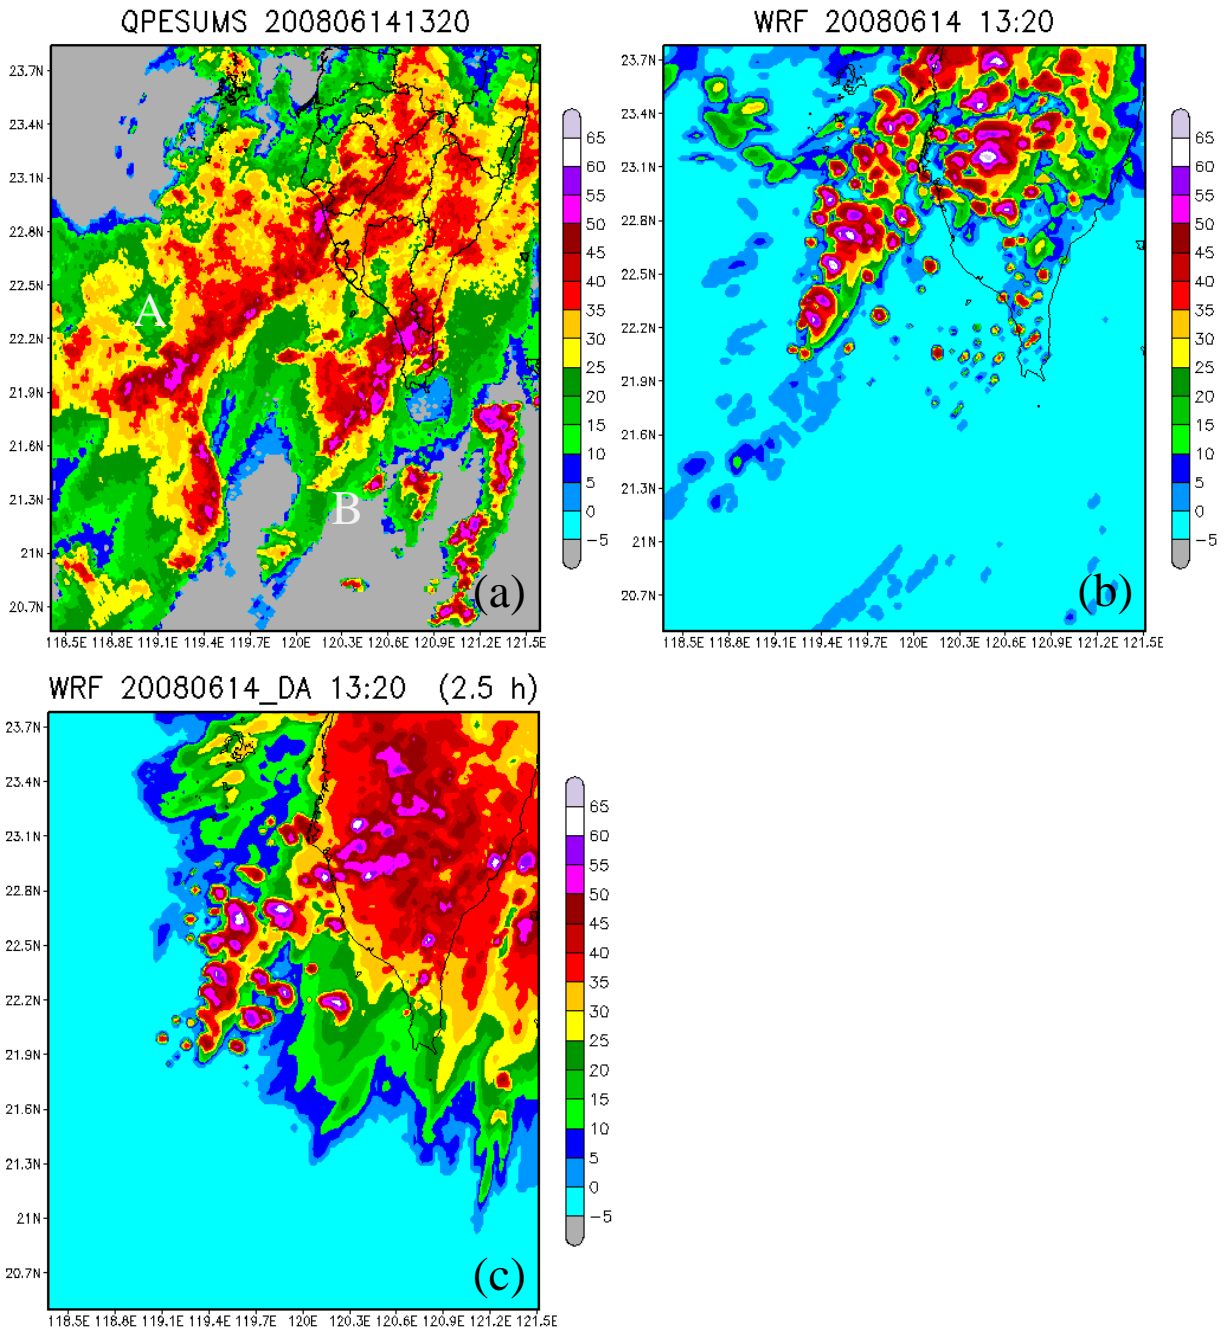 QPESUMS 200806141320
23.7N
23.4N
23.1N
22.8N
22.5N
22.2N
21.9N
21.6N
21.3N
21N
20.7N
118.5E 118.8E 119.1E 119.4E 119.7E 120E 120.3E 120.6E 120.9E 121.2E 121.5E
A
B
(a)
65
60
55
50
45
40
35
30
25
20
15
10
5
0
−5
WRF 20080614 13:20
23.7N
23.4N
23.1N
22.8N
22.5N
22.2N
21.9N
21.6N
21.3N
21N
20.7N
118.5E 118.8E 119.1E 119.4E 119.7E 120E 120.3E 120.6E 120.9E 121.2E 121.5E
(b)
65
60
55
50
45
40
35
30
25
20
15
10
5
0
−5
WRF 20080614_DA 13:20 (2.5 h)
23.7N
23.4N
23.1N
22.8N
22.5N
22.2N
21.9N
21.6N
21.3N
21N
20.7N
118.5E 118.8E 119.1E 119.4E 119.7E 120E 120.3E 120.6E 120.9E 121.2E 121.5E
(c)
65
60
55
50
45
40
35
30
25
20
15
10
5
0
−5